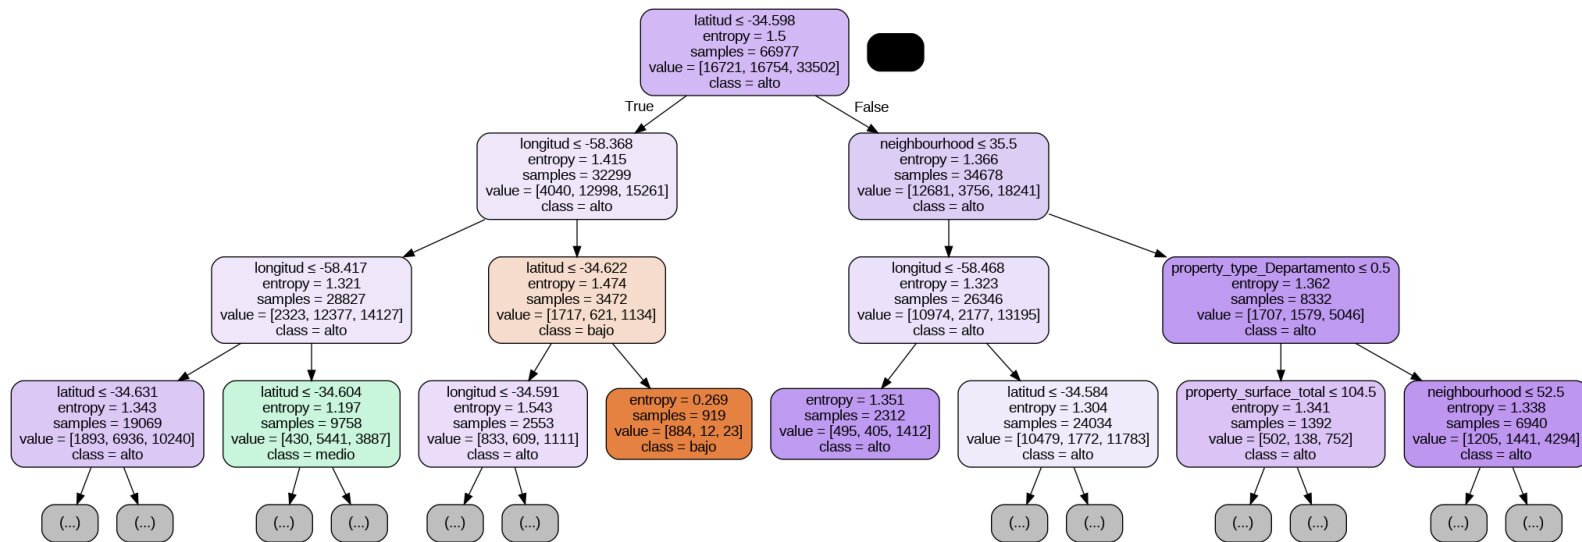 latitud ≤ -34.598
entropy = 1.5
samples = 66977
value = [16721, 16754, 33502]
class = alto
True
False
longitud ≤ -58.368
entropy = 1.415
samples = 32299
value = [4040, 12998, 15261]
class = alto
neighbourhood ≤ 35.5
entropy = 1.366
samples = 34678
value = [12681, 3756, 18241]
class = alto
longitud ≤ -58.417
entropy = 1.321
samples = 28827
value = [2323, 12377, 14127]
class = alto
latitud ≤ -34.622
entropy = 1.474
samples = 3472
value = [1717, 621, 1134]
class = bajo
longitud ≤ -58.468
entropy = 1.323
samples = 26346
value = [10974, 2177, 13195]
class = alto
property_type_Departamento ≤ 0.5
entropy = 1.362
samples = 8332
value = [1707, 1579, 5046]
class = alto
latitud ≤ -34.631
entropy = 1.343
samples = 19069
value = [1893, 6936, 10240]
class = alto
latitud ≤ -34.604
entropy = 1.197
samples = 9758
value = [430, 5441, 3887]
class = medio
longitud ≤ -34.591
entropy = 1.543
samples = 2553
value = [833, 609, 1111]
class = alto
entropy = 0.269
samples = 919
value = [884, 12, 23]
class = bajo
entropy = 1.351
samples = 2312
value = [495, 405, 1412]
class = alto
latitud ≤ -34.584
entropy = 1.304
samples = 24034
value = [10479, 1772, 11783]
class = alto
property_surface_total ≤ 104.5
entropy = 1.341
samples = 1392
value = [502, 138, 752]
class = alto
neighbourhood ≤ 52.5
entropy = 1.338
samples = 6940
value = [1205, 1441, 4294]
class = alto
(...)
(...)
(...)
(...)
(...)
(...)
(...)
(...)
(...)
(...)
(...)
(...)